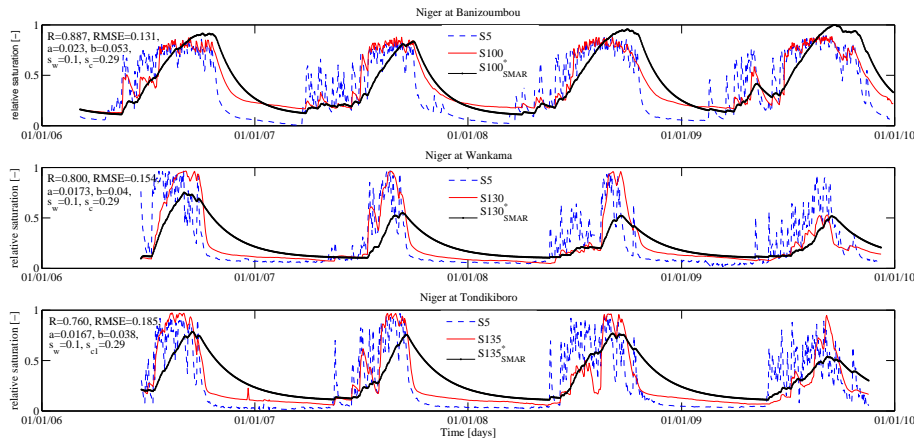 Niger at Banizoumbou
relative saturation [−]
1
0.5
0
R=0.887, RMSE=0.131,
a=0.023, b=0.053,
s_w=0.1, s_c=0.29
S5
S100
S100*_SMAR
01/01/06 01/01/07 01/01/08 01/01/09 01/01/10
Niger at Wankama
relative saturation [−]
1
0.5
0
R=0.800, RMSE=0.154,
a=0.0173, b=0.04,
s_w=0.1, s_c=0.29
S5
S130
S130*_SMAR
01/01/06 01/01/07 01/01/08 01/01/09 01/01/10
Niger at Tondikiboro
relative saturation [−]
1
0.5
0
R=0.760, RMSE=0.185,
a=0.0167, b=0.038,
s_w=0.1, s_c1=0.29
S5
S135
S135*_SMAR
01/01/06 01/01/07 01/01/08 01/01/09 01/01/10
Time [days]